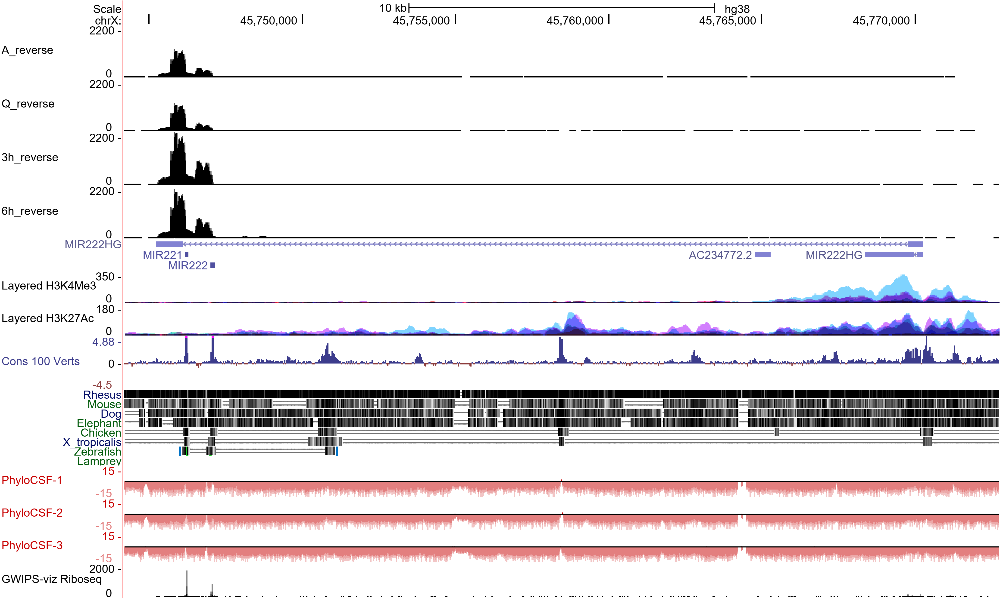 Scale 10 kb hg38
chrX: 45,750,000 45,755,000 45,760,000 45,765,000 45,770,000
2200
A_reverse
0
2200
Q_reverse
0
2200
3h_reverse
0
2200
6h_reverse
0
MIR222HG
MIR221 AC234772.2 MIR222HG
MIR222
350
Layered H3K4Me3
0
180
Layered H3K27Ac
0
4.88
Cons 100 Verts
0
-4.5
Rhesus
Mouse
Dog
Elephant
Chicken
X_tropicalis
Zebrafish
Lamprey
15
PhyloCSF-1
-15
15
PhyloCSF-2
-15
15
PhyloCSF-3
-15
2000
GWIPS-viz Riboseq
0